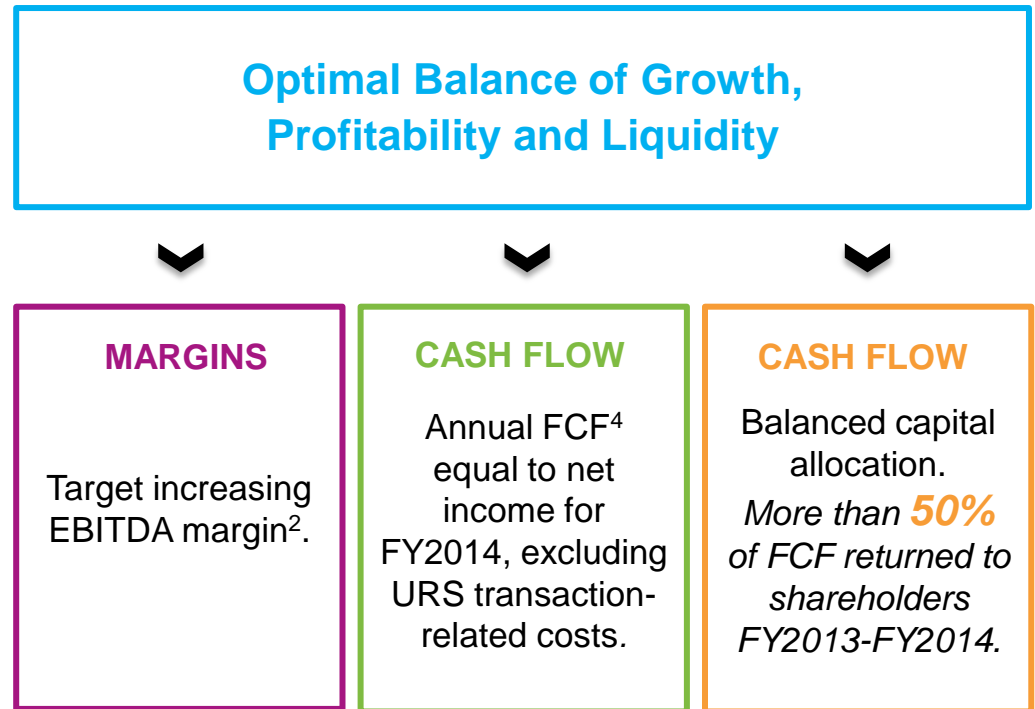 Optimal Balance of Growth,
Profitability and Liquidity
MARGINS
Target increasing
EBITDA margin².
CASH FLOW
Annual FCF⁴
equal to net
income for
FY2014, excluding
URS transaction-
related costs.
CASH FLOW
Balanced capital
allocation.
More than 50%
of FCF returned to
shareholders
FY2013-FY2014.